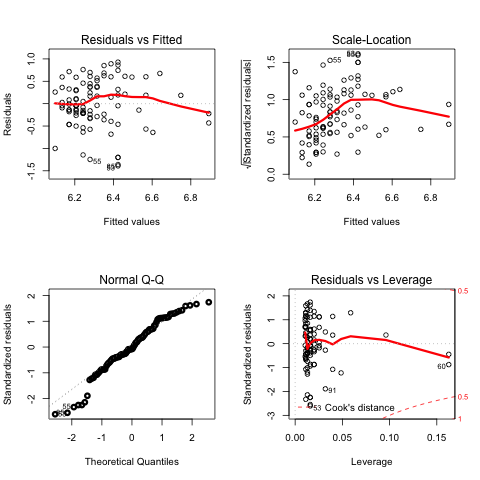 Residuals vs Fitted
Residuals
1.0
0.5
-0.5
-1.5
55
6.2 6.4 6.6 6.8
Fitted values
Scale-Location
√|Standardized residuals|
1.5
1.0
0.5
0.0
55
6.2 6.4 6.6 6.8
Fitted values
Normal Q-Q
Standardized residuals
2
1
0
-1
-2
55
-2 -1 0 1 2
Theoretical Quantiles
Residuals vs Leverage
Standardized residuals
2
1
0
-1
-2
-3
0.5
60
91
53
Cook's distance
0.5
1
0.00 0.05 0.10 0.15
Leverage